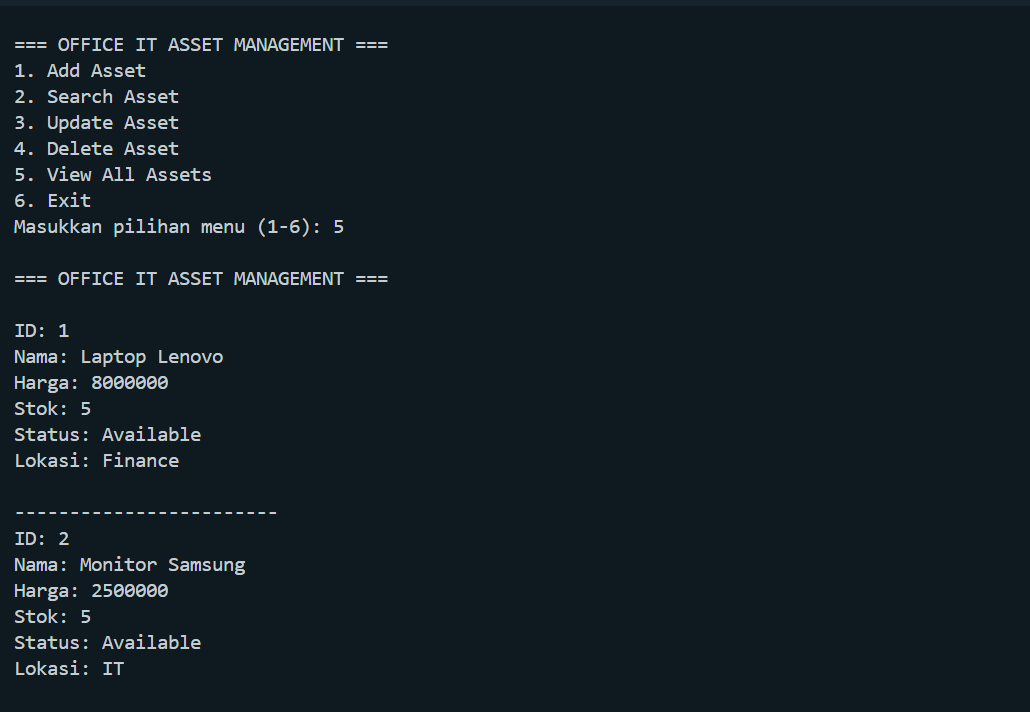 === OFFICE IT ASSET MANAGEMENT ===
1. Add Asset
2. Search Asset
3. Update Asset
4. Delete Asset
5. View All Assets
6. Exit
Masukkan pilihan menu (1-6): 5
=== OFFICE IT ASSET MANAGEMENT ===
ID: 1
Nama: Laptop Lenovo
Harga: 8000000
Stok: 5
Status: Available
Lokasi: Finance
------------------------
ID: 2
Nama: Monitor Samsung
Harga: 2500000
Stok: 5
Status: Available
Lokasi: IT